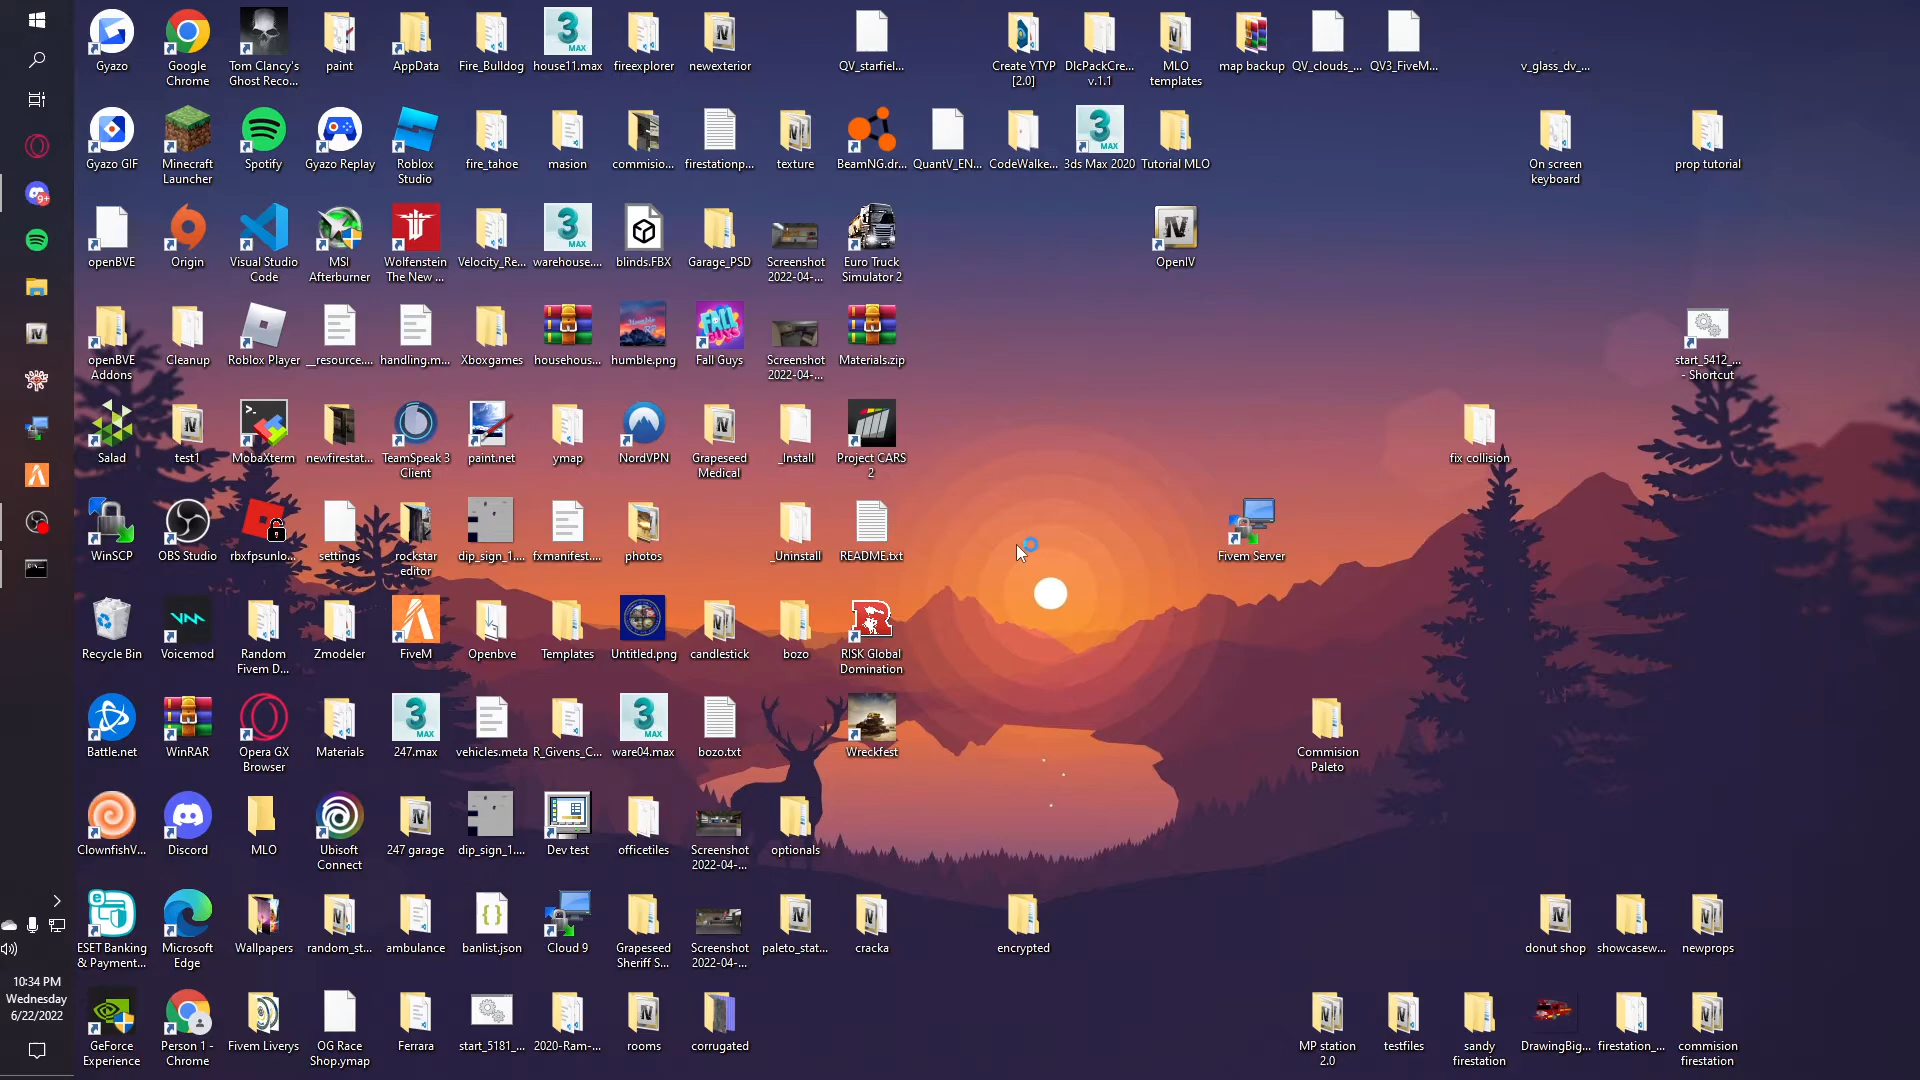 Gyazo
Google
Chrome
Tom Clancy's
Ghost Reco...
paint
AppData
Fire_Bulldog
house11.max
fireexplorer
newexterior
QV_starfiel...
Create YTYP
[2.0]
DlcPackCre...
v.1.1
MLO
templates
map backup
QV_clouds_...
QV3_FiveM...
v_glass_dv_...
Gyazo GIF
Minecraft
Launcher
Spotify
Gyazo Replay
Roblox
Studio
fire_tahoe
masion
commisio...
firestationp...
texture
BeamNG.dr...
QuantV_EN...
CodeWalke...
3ds Max 2020
Tutorial MLO
On screen
keyboard
prop tutorial
openBVE
Origin
Visual Studio
Code
MSI
Afterburner
Wolfenstein
The New ...
Velocity_Re...
warehouse....
blinds.FBX
Garage_PSD
Screenshot
2022-04-...
Euro Truck
Simulator 2
OpenIV
openBVE
Addons
Cleanup
Roblox Player
__resource....
handling.m...
Xboxgames
househous...
humble.png
Fall Guys
Screenshot
2022-04-...
Materials.zip
start_5412_...
- Shortcut
Salad
test1
MobaXterm
newfirestat...
TeamSpeak 3
Client
paint.net
ymap
NordVPN
Grapeseed
Medical
_Install
Project CARS
2
fix collision
WinSCP
OBS Studio
rbxfpsunlo...
settings
rockstar
editor
dip_sign_1....
fxmanifest....
photos
_Uninstall
README.txt
Fivem Server
Recycle Bin
Voicemod
Random
Fivem D...
Zmodeler
FiveM
Openbve
Templates
Untitled.png
candlestick
bozo
RISK Global
Domination
Battle.net
WinRAR
Opera GX
Browser
Materials
247.max
vehicles.meta
R_Givens_C...
ware04.max
bozo.txt
Wreckfest
Commision
Paleto
ClownfishV...
Discord
MLO
Ubisoft
Connect
247 garage
dip_sign_1....
Dev test
officetiles
Screenshot
2022-04-...
optionals
ESET Banking
& Payment...
Microsoft
Edge
Wallpapers
random_st...
ambulance
banlist.json
Cloud 9
Grapeseed
Sheriff S...
Screenshot
2022-04-...
paleto_stat...
cracka
encrypted
donut shop
showcasew...
newprops
10:34 PM
Wednesday
6/22/2022
GeForce
Experience
Person 1 -
Chrome
Fivem Liverys
OG Race
Shop.ymap
Ferrara
start_5181_...
2020-Ram-...
rooms
corrugated
MP station
2.0
testfiles
sandy
firestation
DrawingBig...
firestation_...
commision
firestation